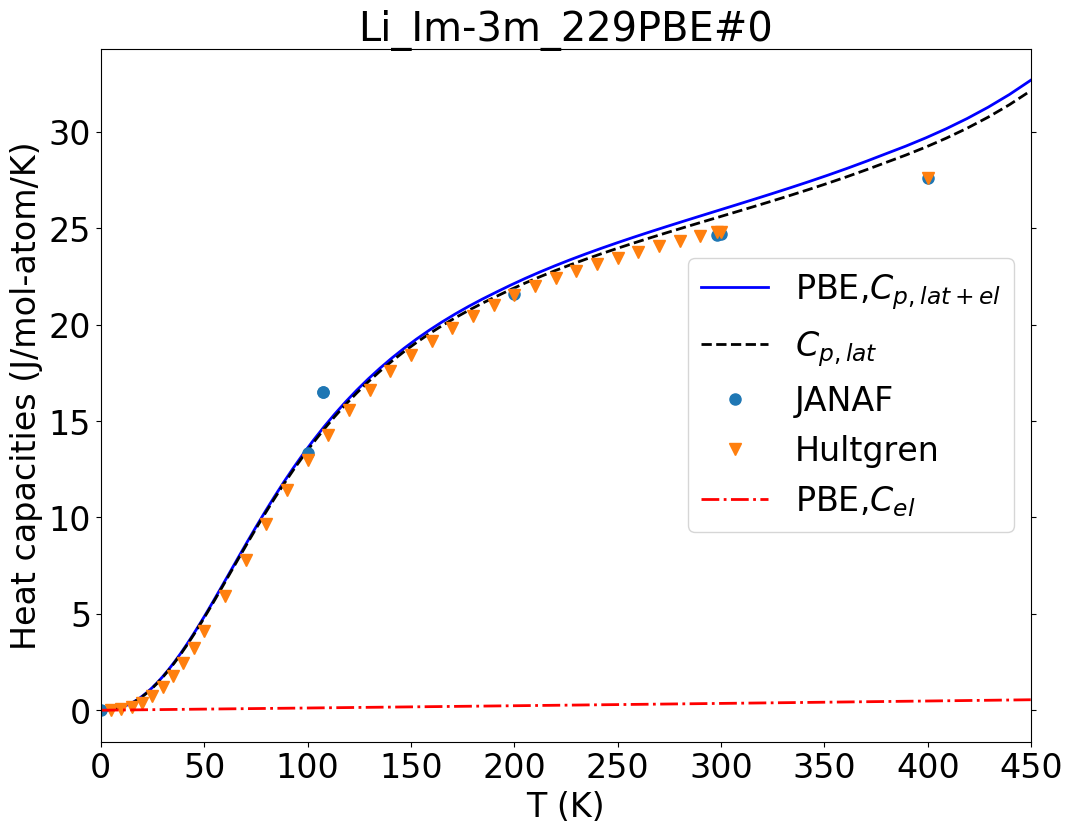 Li_Im-3m_229PBE#0
Heat capacities (J/mol-atom/K)
30
25
20
15
10
5
0
PBE,C_{p, lat+el}
C_{p, lat}
JANAF
Hultgren
PBE,C_{el}
0 50 100 150 200 250 300 350 400 450
T (K)